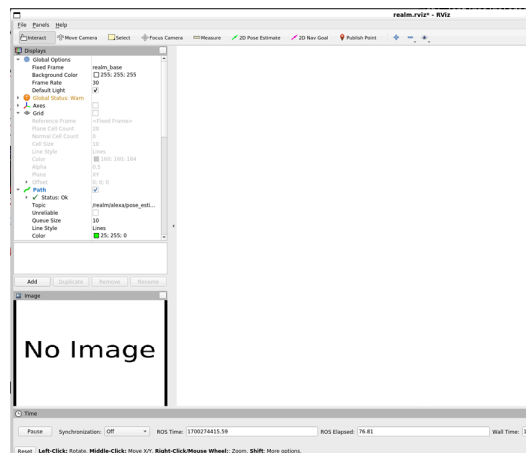 realm.rviz* - RViz
File Panels Help
Interact Move Camera Select Focus Camera Measure 2D Pose Estimate 2D Nav Goal Publish Point
Displays
Global Options
Fixed Frame realm_base
Background Color 255; 255; 255
Frame Rate 30
Default Light
Global Status: Warn
Axes
Grid
Reference Frame <Fixed Frame>
Plane Cell Count 20
Normal Cell Count 0
Cell Size 10
Line Style Lines
Color 160; 160; 164
Alpha 0.5
Plane XY
Offset 0; 0; 0
Path
Status: Ok
Topic /realm/alexa/pose_esti...
Unreliable
Queue Size 10
Line Style Lines
Color 25; 255; 0
Add Duplicate Remove Rename
Image
No Image
Time
Pause Synchronization: Off ROS Time: 1700274415.59 ROS Elapsed: 76.81 Wall Time: 1
Reset Left-Click: Rotate. Middle-Click: Move X/Y. Right-Click/Mouse Wheel:: Zoom. Shift: More options.